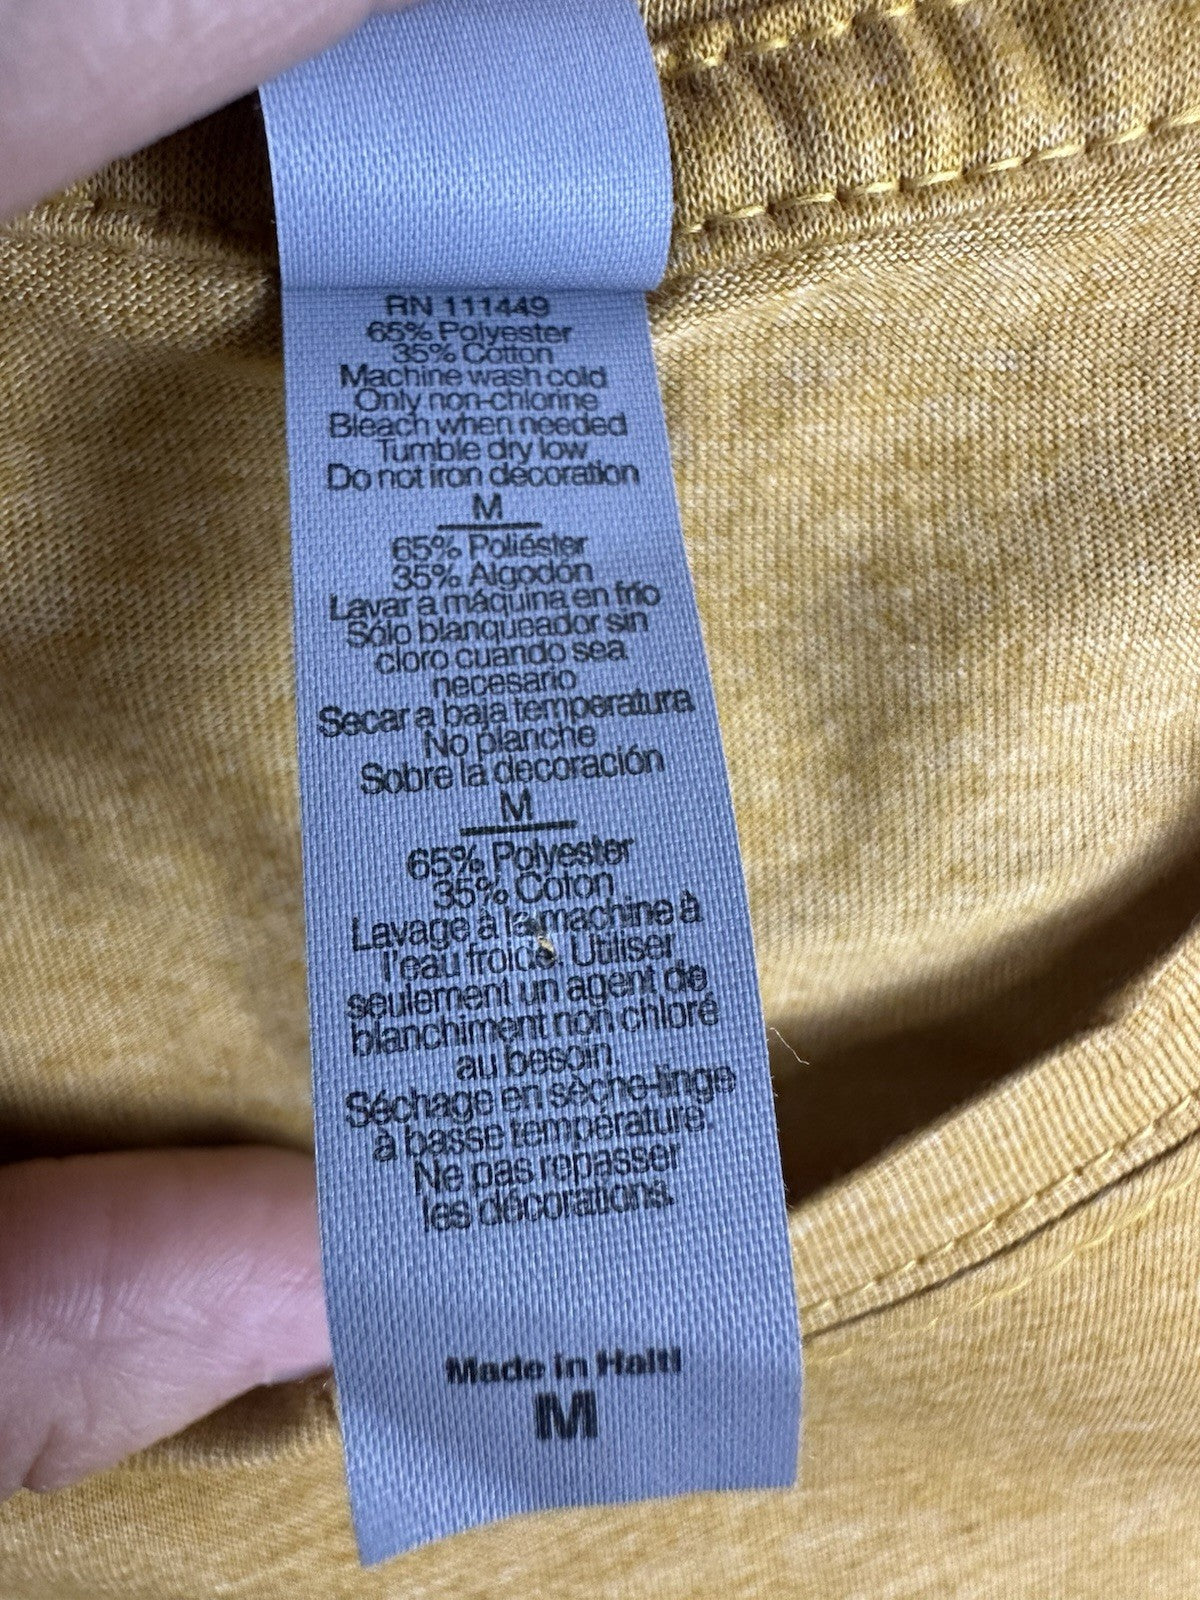 RN 111449
65% Polyester
35% Cotton
Machine wash cold
Only non-chlorine
Bleach when needed
Tumble dry low
Do not iron decoration
M
65% Poliéster
35% Algodón
Lavar a máquina en frío
Sólo blanqueador sin
cloro cuando sea
necesario
Secar a baja temperatura
No planche
Sobre la decoración
M
65% Polyester
35% Coton
Lavage à la machine à
l'eau froide. Utiliser
seulement un agent de
blanchiment non chloré
au besoin.
Séchage en sèche-linge
à basse température.
Ne pas repasser
les décorations.
Made in Haiti
M